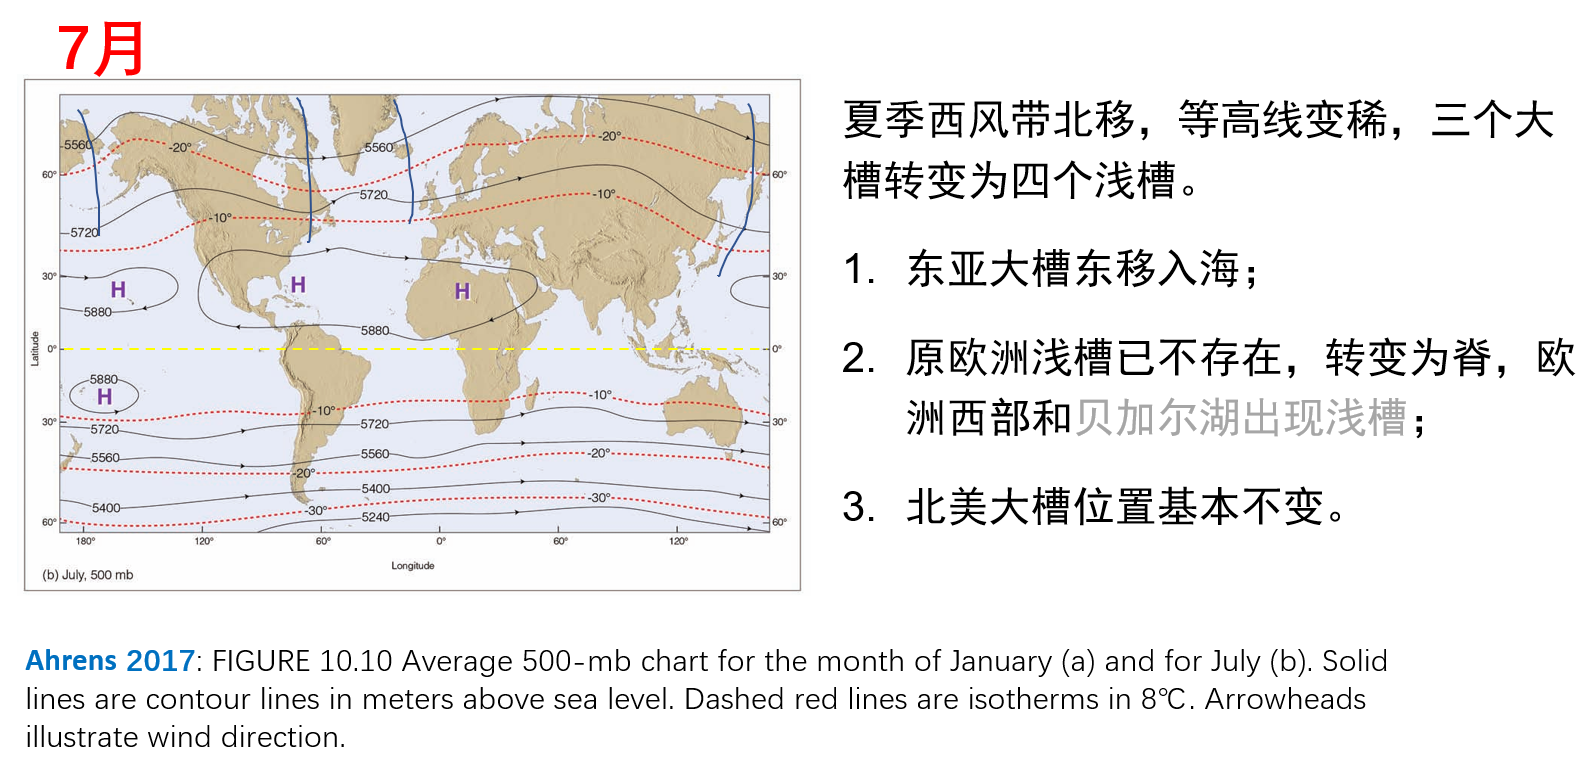 7月
夏季西风带北移，等高线变稀，三个大
槽转变为四个浅槽。
1. 东亚大槽东移入海；
2. 原欧洲浅槽已不存在，转变为脊，欧
洲西部和贝加尔湖出现浅槽；
3. 北美大槽位置基本不变。
5560
-20°
5560
-20°
60°
60°
5720
-10°
-10°
5720
30°
H
H
H
30°
5880
5880
Latitude
0°
0°
5880
H
-10°
-10°
30°
5720
5720
30°
5560
5560
-20°
-20°
5400
5400
-30°
-30°
5240
60°
60°
180°
120°
60°
0°
60°
120°
Longitude
(b) July, 500 mb
Ahrens 2017: FIGURE 10.10 Average 500-mb chart for the month of January (a) and for July (b). Solid
lines are contour lines in meters above sea level. Dashed red lines are isotherms in 8°C. Arrowheads
illustrate wind direction.